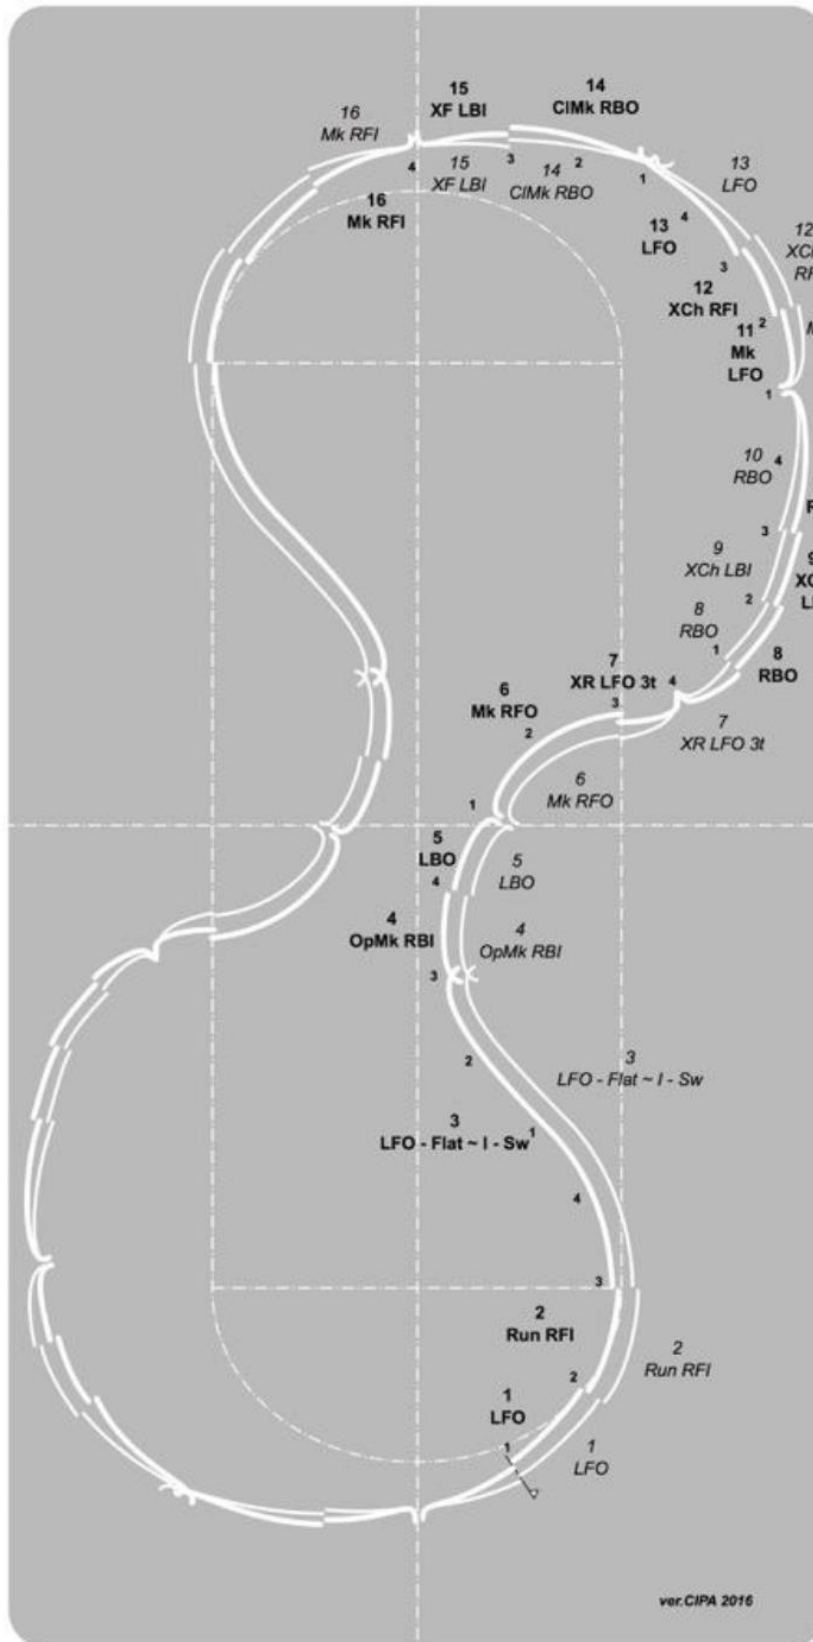 15
XF LBI
14
ClMk RBO
16
Mk RFI
4
15
XF LBI
3
14
ClMk RBO
2
1
13
LFO
16
Mk RFI
4
13
LFO
3
12
XCh RFI
12
11
Mk
LFO
2
1
10
RBO
4
3
9
XCh LBI
2
8
RBO
1
8
RBO
7
XR LFO 3t
4
3
6
Mk RFO
2
7
XR LFO 3t
6
Mk RFO
1
5
LBO
4
5
LBO
4
OpMk RBI
4
OpMk RBI
3
2
3
LFO - Flat ~ I - Sw
3
LFO - Flat ~ I - Sw
1
4
3
2
Run RFI
2
Run RFI
2
1
LFO
1
1
LFO
ver.CIPA 2016